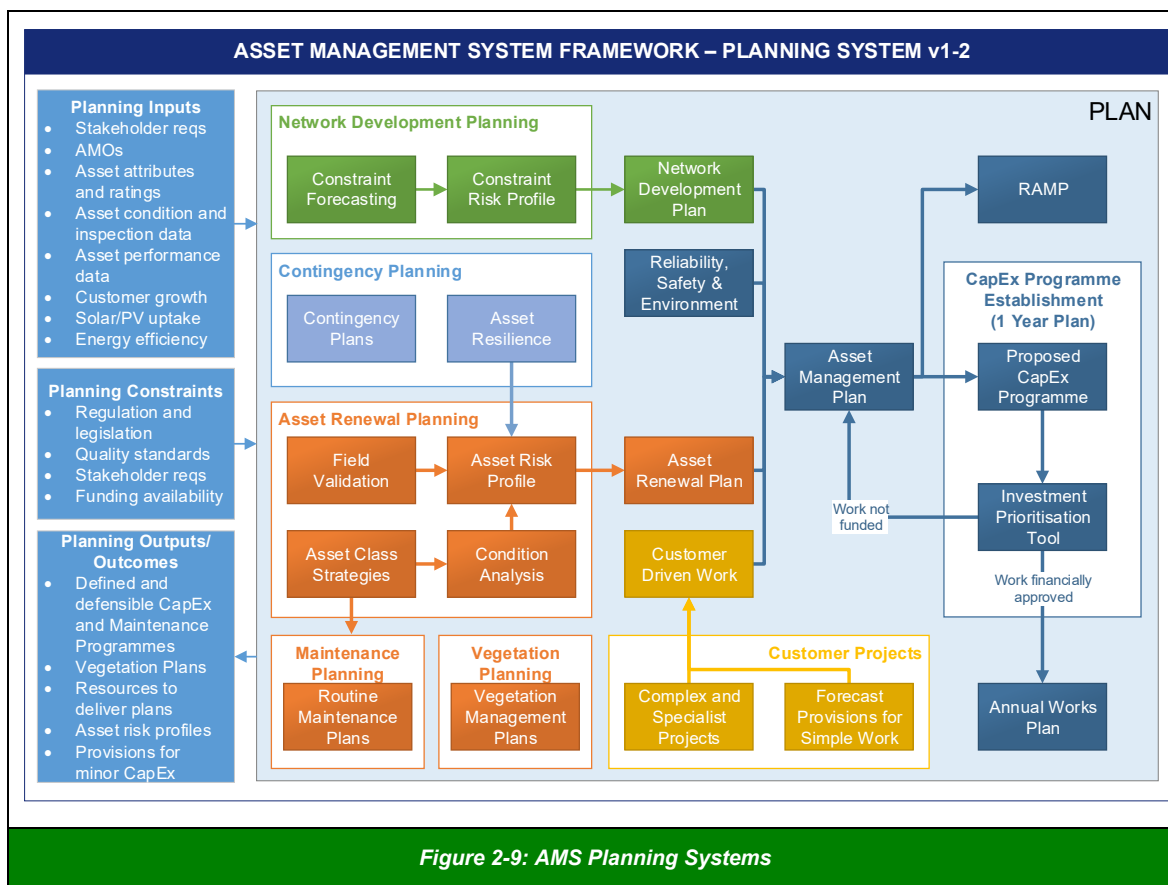 ASSET MANAGEMENT SYSTEM FRAMEWORK – PLANNING SYSTEM v1-2
Planning Inputs
• Stakeholder reqs
• AMOs
• Asset attributes
and ratings
• Asset condition and
inspection data
• Asset performance
data
• Customer growth
• Solar/PV uptake
• Energy efficiency
Planning Constraints
• Regulation and
legislation
• Quality standards
• Stakeholder reqs
• Funding availability
Planning Outputs/
Outcomes
• Defined and
defensible CapEx
and Maintenance
Programmes
• Vegetation Plans
• Resources to
deliver plans
• Asset risk profiles
• Provisions for
minor CapEx
PLAN
Network Development Planning
Constraint
Forecasting
Constraint
Risk Profile
Network
Development
Plan
RAMP
Contingency Planning
Contingency
Plans
Asset
Resilience
Reliability,
Safety &
Environment
Asset Renewal Planning
Field
Validation
Asset Risk
Profile
Asset
Renewal Plan
Asset Class
Strategies
Condition
Analysis
Customer
Driven Work
Asset
Management
Plan
CapEx Programme
Establishment
(1 Year Plan)
Proposed
CapEx
Programme
Investment
Prioritisation
Tool
Work not
funded
Work financially
approved
Maintenance
Planning
Routine
Maintenance
Plans
Vegetation
Planning
Vegetation
Management
Plans
Customer Projects
Complex and
Specialist
Projects
Forecast
Provisions for
Simple Work
Annual Works
Plan
Figure 2-9: AMS Planning Systems